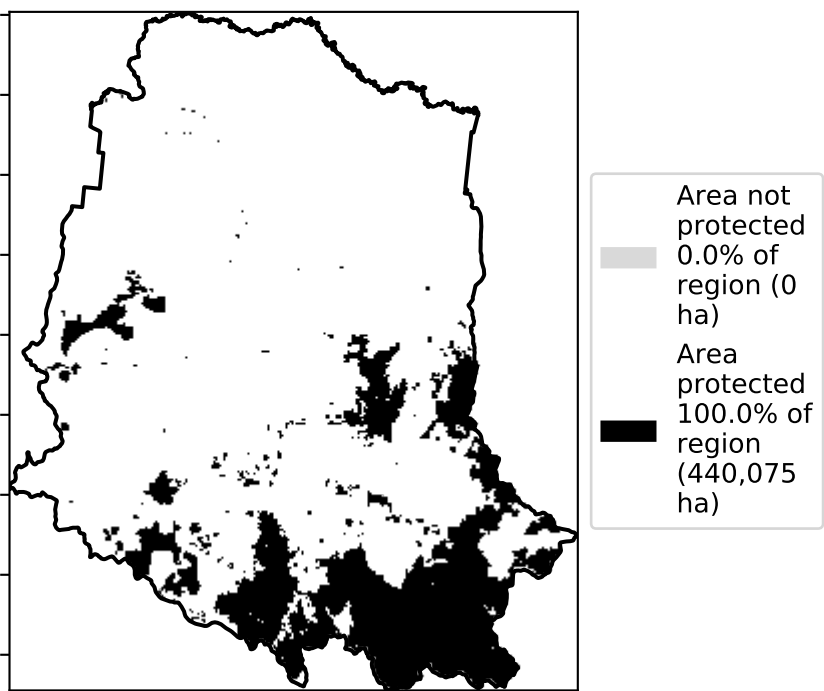 Area not
protected
0.0% of
region (0
ha)
Area
protected
100.0% of
region
(440,075
ha)